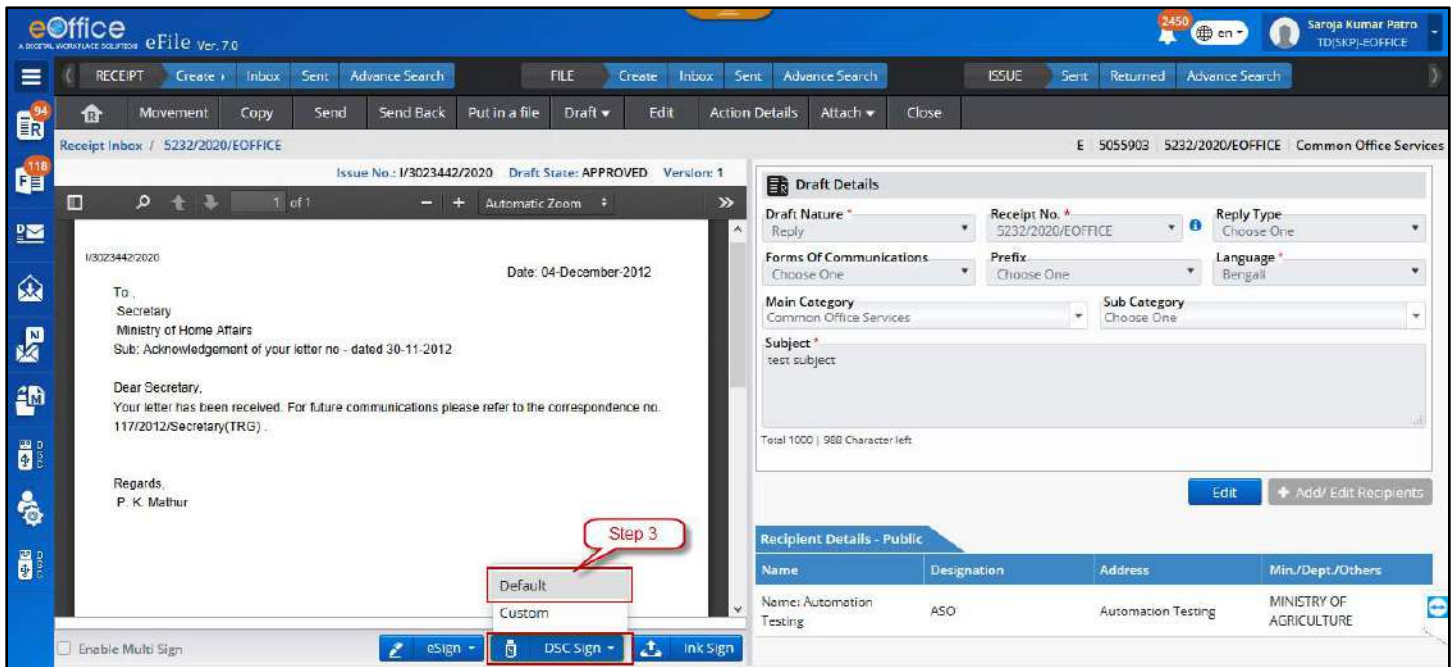 eOffice
A DIGITAL WORKPLACE SOLUTION
eFile Ver. 7.0
2450
en
Saroja Kumar Patro
TD(SKP)-EOFFICE
RECEIPT Create Inbox Sent Advance Search FILE Create Inbox Sent Advance Search ISSUE Sent Returned Advance Search
94
R
Movement Copy Send Send Back Put in a file Draft Edit Action Details Attach Close
Receipt Inbox / 5232/2020/EOFFICE
E 5055903 5232/2020/EOFFICE Common Office Services
118
F
Issue No.: I/3023442/2020 Draft State: APPROVED Version: 1
1 of 1 − + Automatic Zoom
I/3023442/2020
Date: 04-December-2012
To ,
Secretary
Ministry of Home Affairs
Sub: Acknowledgement of your letter no - dated 30-11-2012
Dear Secretary,
Your letter has been received. For future communications please refer to the correspondence no.
117/2012/Secretary(TRG) .
Regards,
P. K. Mathur
Step 3
Default
Custom
Enable Multi Sign
eSign DSC Sign Ink Sign
D
N
M
DSC
DSC
Draft Details
Draft Nature * Receipt No. * Reply Type
Reply 5232/2020/EOFFICE Choose One
Forms Of Communications Prefix Language *
Choose One Choose One Bengali
Main Category Sub Category
Common Office Services Choose One
Subject *
test subject
Total 1000 | 988 Character left
Edit + Add/ Edit Recipients
Recipient Details - Public
Name Designation Address Min./Dept./Others
Name: Automation Testing ASO Automation Testing MINISTRY OF AGRICULTURE